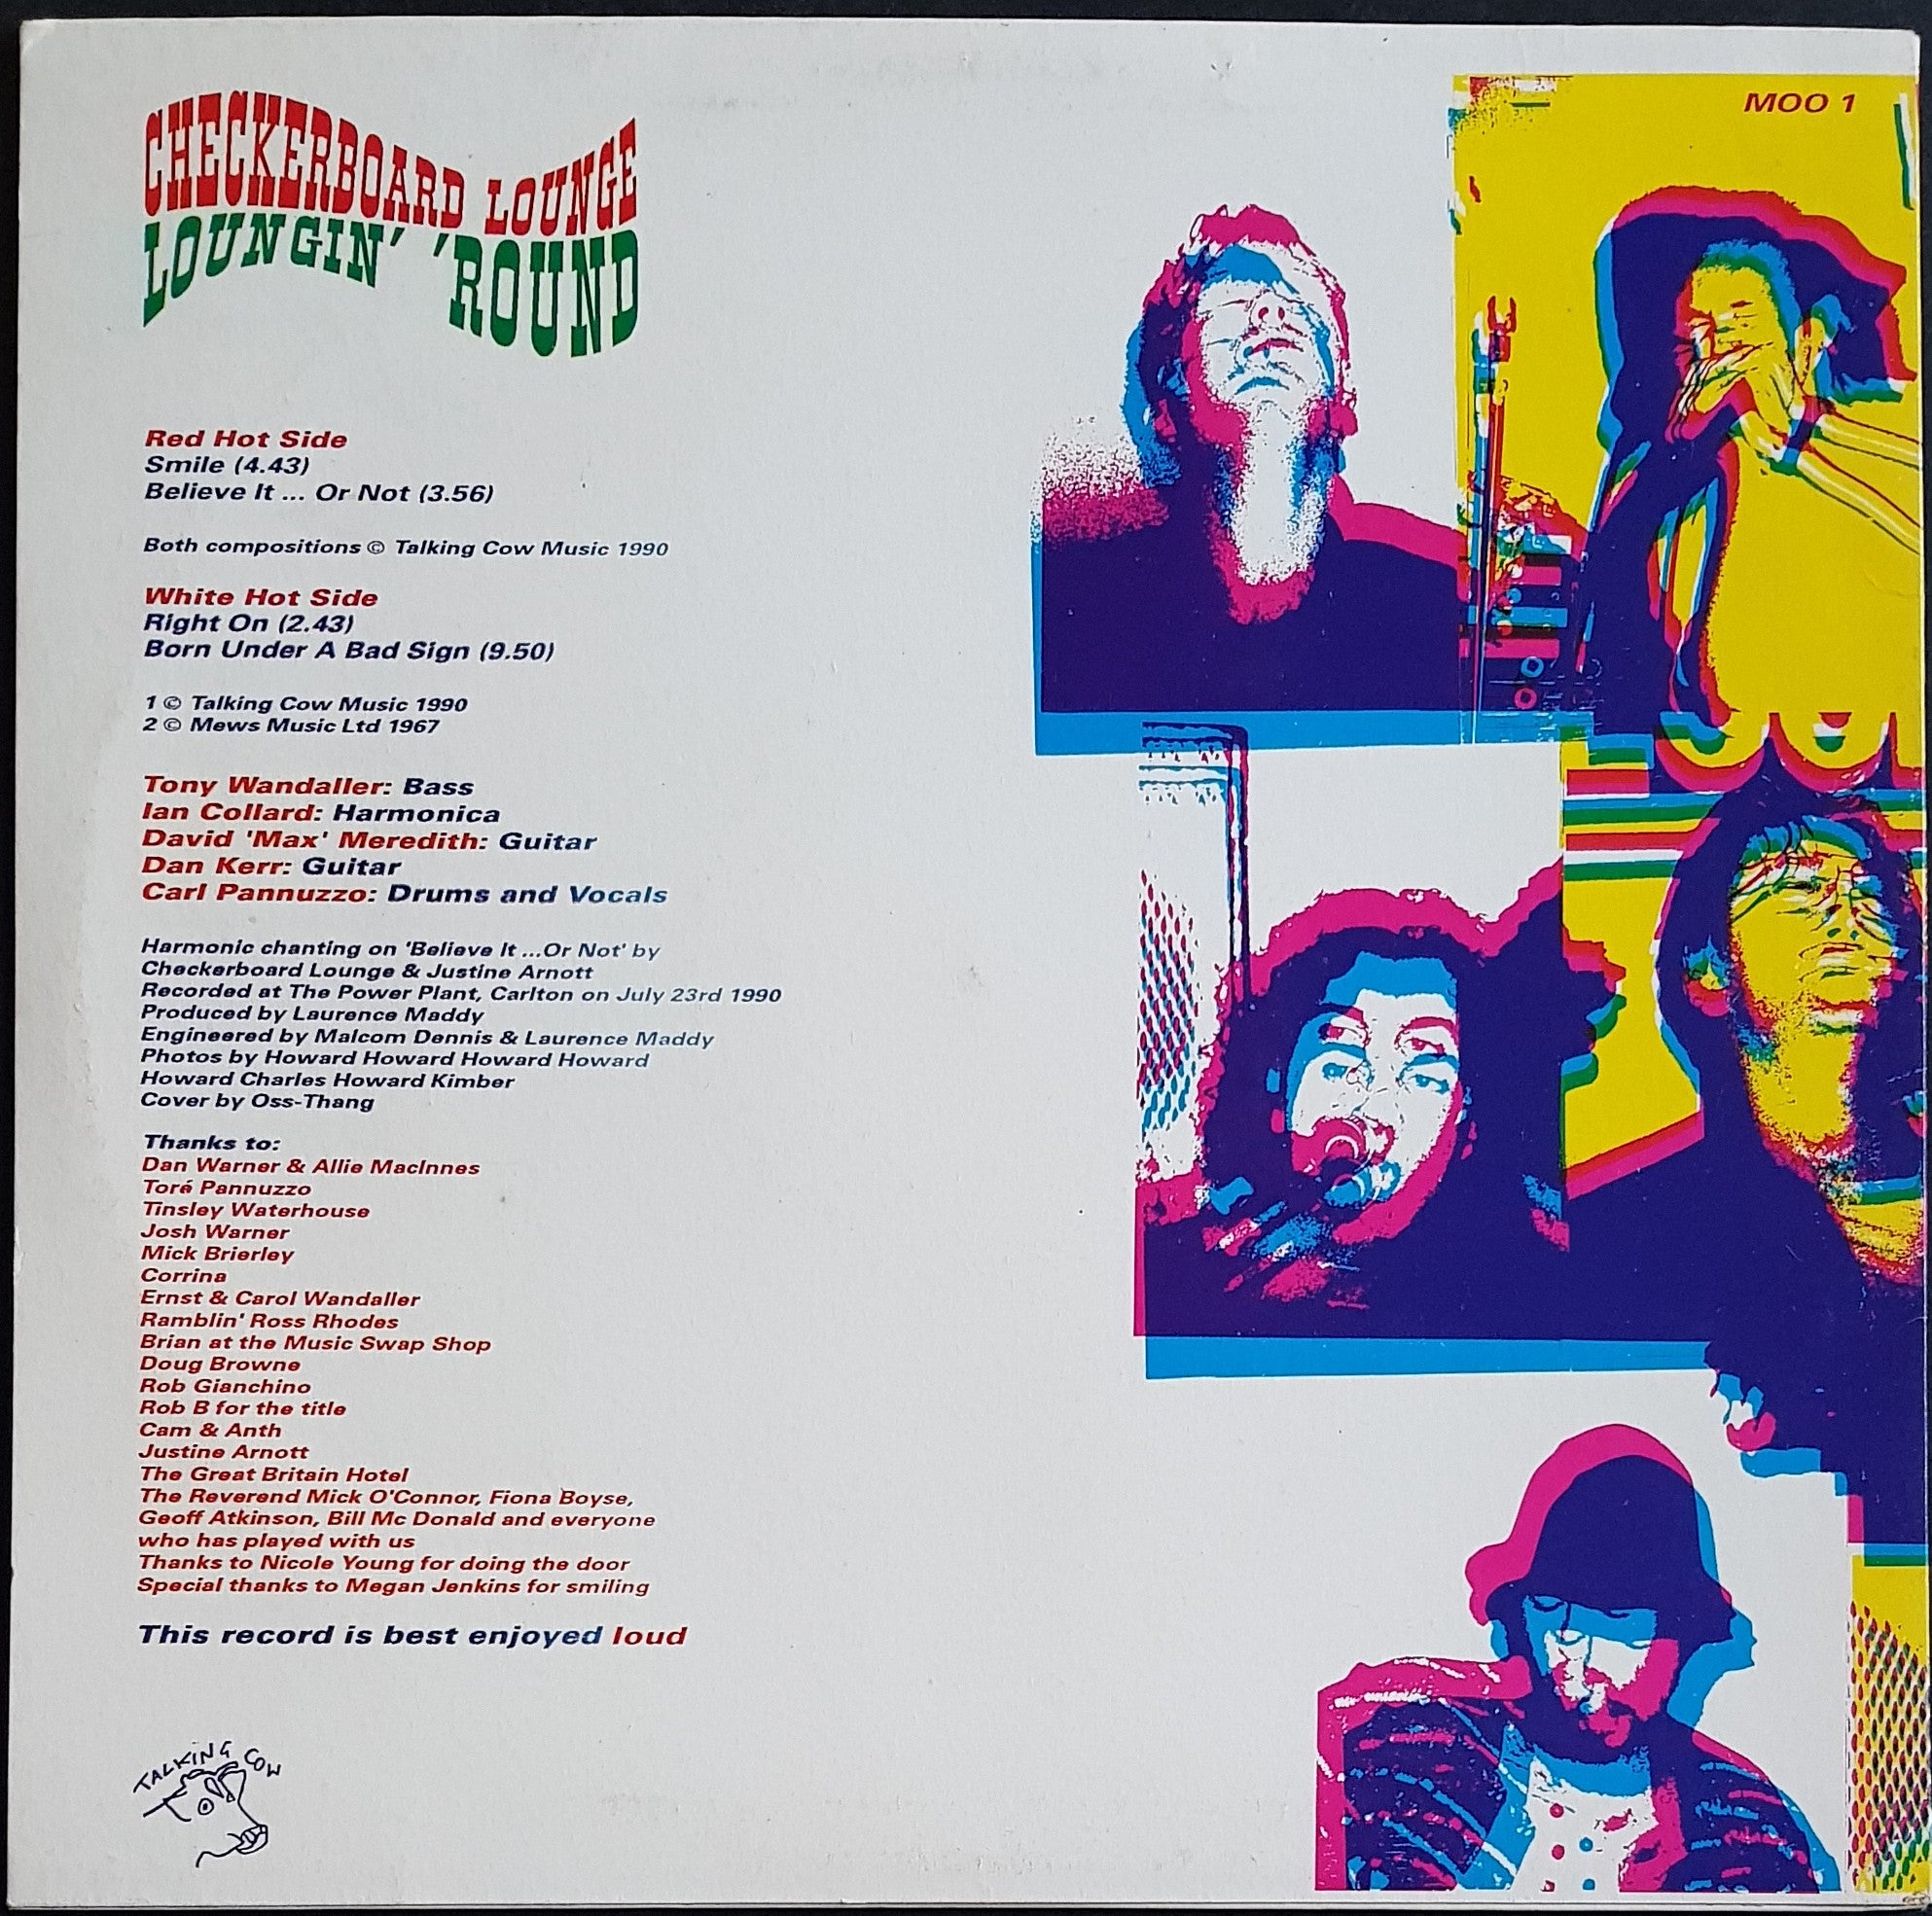 CHECKERBOARD LOUNGE
LOUNGIN' 'ROUND
MOO 1
Red Hot Side
Smile (4.43)
Believe It ... Or Not (3.56)
Both compositions © Talking Cow Music 1990
White Hot Side
Right On (2.43)
Born Under A Bad Sign (9.50)
1 © Talking Cow Music 1990
2 © Mews Music Ltd 1967
Tony Wandaller: Bass
Ian Collard: Harmonica
David 'Max' Meredith: Guitar
Dan Kerr: Guitar
Carl Pannuzzo: Drums and Vocals
Harmonic chanting on 'Believe It ...Or Not' by
Checkerboard Lounge & Justine Arnott
Recorded at The Power Plant, Carlton on July 23rd 1990
Produced by Laurence Maddy
Engineered by Malcom Dennis & Laurence Maddy
Photos by Howard Howard Howard Howard
Howard Charles Howard Kimber
Cover by Oss-Thang
Thanks to:
Dan Warner & Allie MacInnes
Toré Pannuzzo
Tinsley Waterhouse
Josh Warner
Mick Brierley
Corrina
Ernst & Carol Wandaller
Ramblin' Ross Rhodes
Brian at the Music Swap Shop
Doug Browne
Rob Gianchino
Rob B for the title
Cam & Anth
Justine Arnott
The Great Britain Hotel
The Reverend Mick O'Connor, Fiona Boyse,
Geoff Atkinson, Bill Mc Donald and everyone
who has played with us
Thanks to Nicole Young for doing the door
Special thanks to Megan Jenkins for smiling
This record is best enjoyed loud
TALKING COW